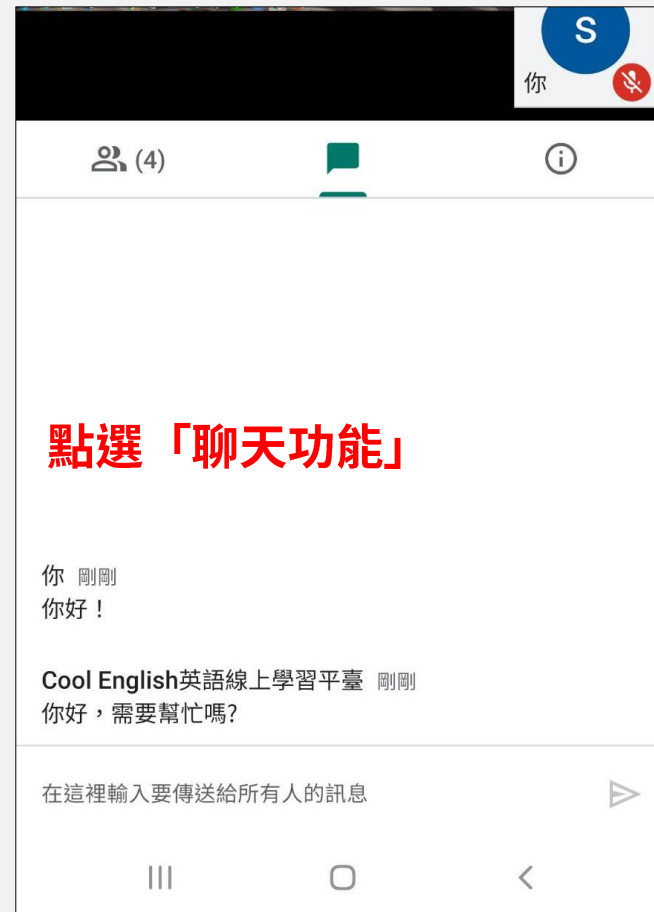 S
你
(4)
點選「聊天功能」
你 剛剛
你好！
Cool English英語線上學習平臺 剛剛
你好，需要幫忙嗎?
在這裡輸入要傳送給所有人的訊息